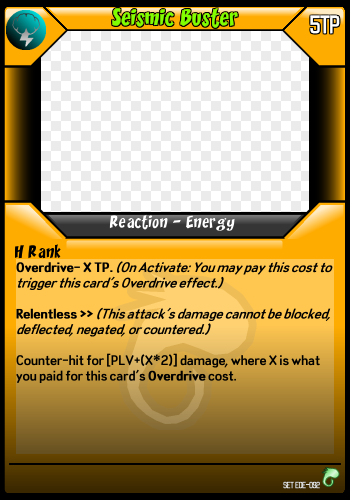 Seismic Buster
5TP
Reaction - Energy
H Rank
Overdrive- X TP. (On Activate: You may pay this cost to
trigger this card's Overdrive effect.)
Relentless >> (This attack's damage cannot be blocked,
deflected, negated, or countered.)
Counter-hit for [PLV+(X*2)] damage, where X is what
you paid for this card's Overdrive cost.
SET EDE-092